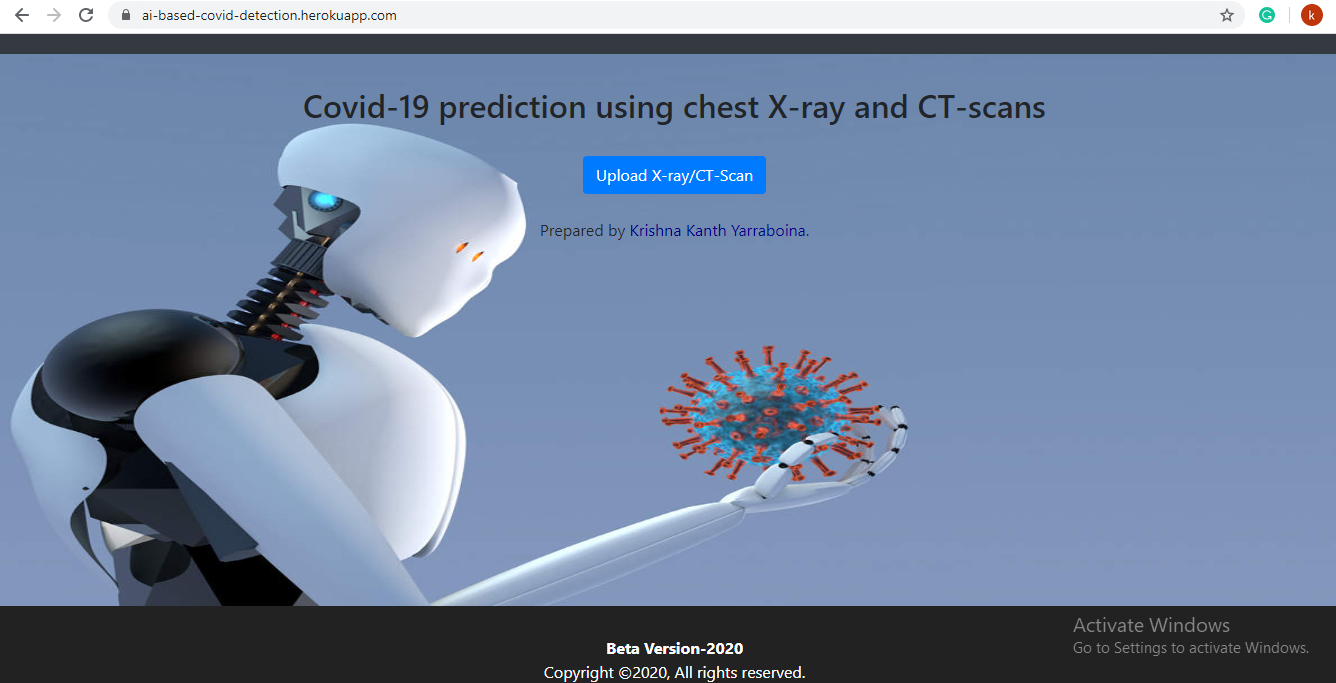 ai-based-covid-detection.herokuapp.com
k
Covid-19 prediction using chest X-ray and CT-scans
Upload X-ray/CT-Scan
Prepared by Krishna Kanth Yarraboina.
Activate Windows
Go to Settings to activate Windows.
Beta Version-2020
Copyright ©2020, All rights reserved.